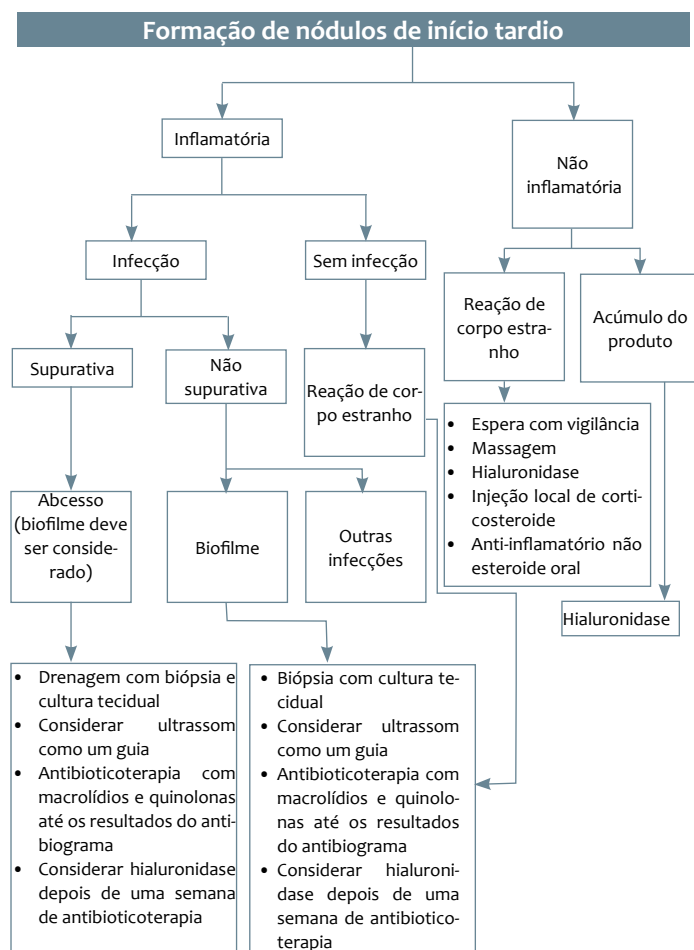 Formação de nódulos de início tardio
Inflamatória
Não
inflamatória
Infecção
Sem infecção
Reação de
corpo estra-
nho
Acúmulo do
produto
Supurativa
Não
supurativa
Reação de cor-
po estranho
• Espera com vigilância
• Massagem
• Hialuronidase
• Injeção local de corti-
costeroide
• Anti-inflamatório não
esteroide oral
Abcesso
(biofilme deve
ser conside-
rado)
Biofilme
Outras
infecções
Hialuronidase
• Drenagem com biópsia e
cultura tecidual
• Considerar ultrassom
como um guia
• Antibioticoterapia com
macrolídios e quinolonas
até os resultados do anti-
biograma
• Considerar hialuronidase
depois de uma semana
de antibioticoterapia
• Biópsia com cultura te-
cidual
• Considerar ultrassom
como um guia
• Antibioticoterapia com
macrolídios e quinolo-
nas até os resultados
do antibiograma
• Considerar hialuroni-
dase depois de uma
semana de antibiotico-
terapia